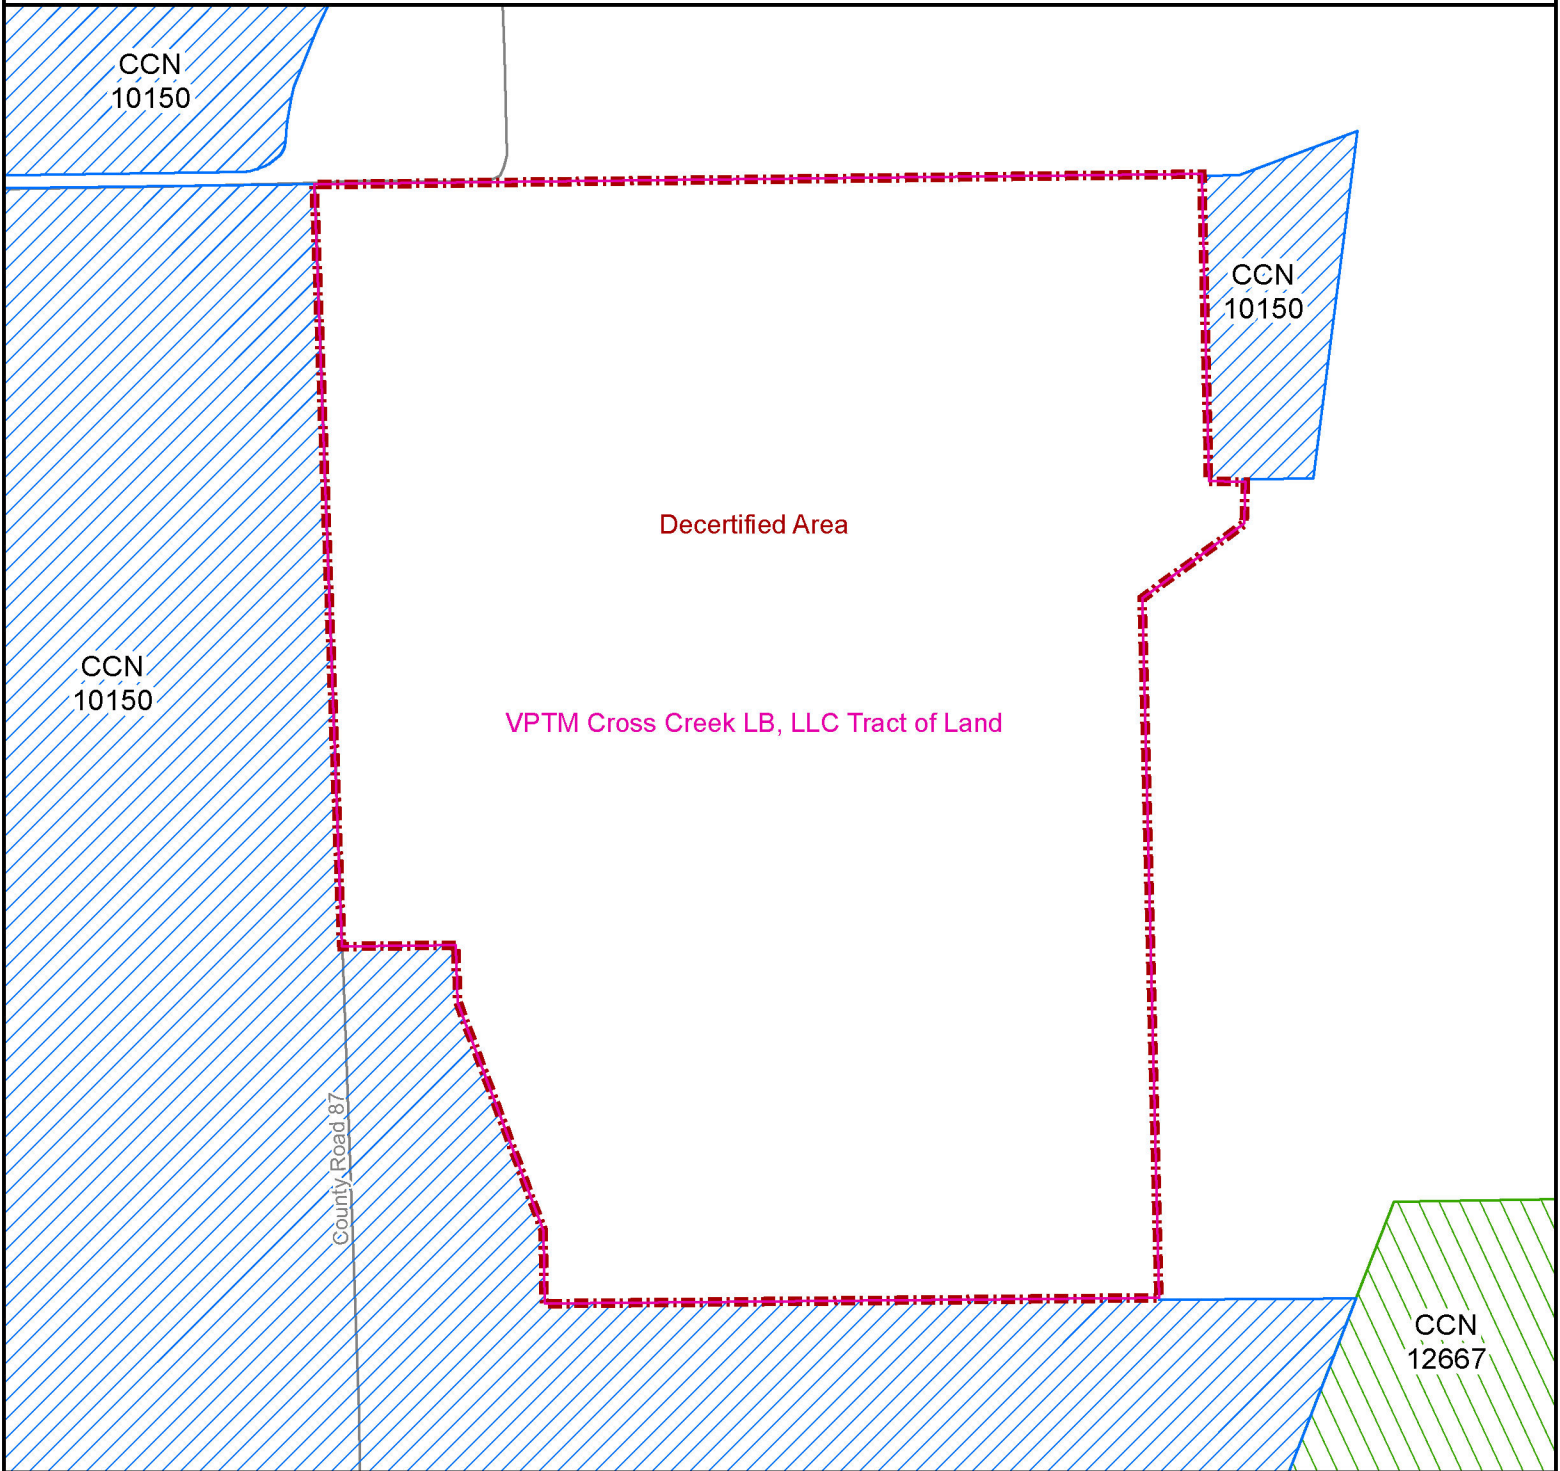 CCN
10150
CCN
10150
Decertified Area
CCN
10150
VPTM Cross Creek LB, LLC Tract of Land
County Road 87
CCN
12667